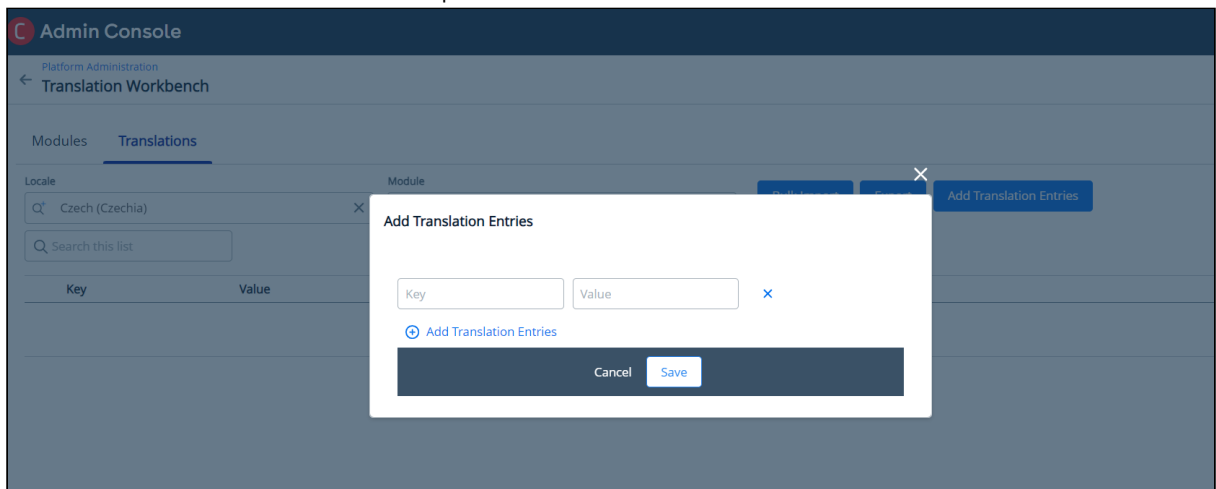 C Admin Console
Platform Administration
Translation Workbench
Modules Translations
Locale Module
Czech (Czechia)
Add Translation Entries
Add Translation Entries
Search this list
Key Value
Key Value
Add Translation Entries
Cancel Save